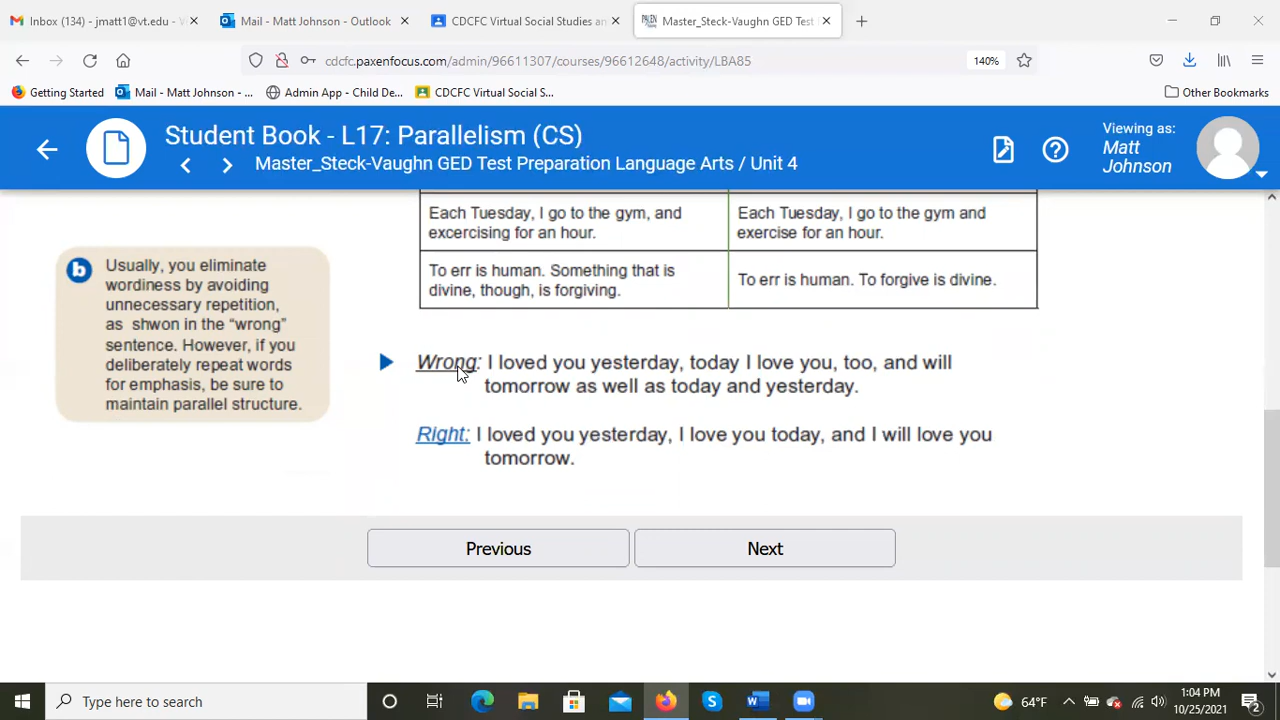 Inbox (134) - jmatt1@vt.edu - V
Mail - Matt Johnson - Outlook
CDCFC Virtual Social Studies an
PAXEN
Master_Steck-Vaughn GED Test
cdcfc.paxenfocus.com/admin/96611307/courses/96612648/activity/LBA85
140%
Getting Started
Mail - Matt Johnson - ...
Admin App - Child De...
CDCFC Virtual Social S...
Other Bookmarks
Student Book - L17: Parallelism (CS)
Master_Steck-Vaughn GED Test Preparation Language Arts / Unit 4
Viewing as:
Matt
Johnson
Each Tuesday, I go to the gym, and
excercising for an hour.
Each Tuesday, I go to the gym and
exercise for an hour.
To err is human. Something that is
divine, though, is forgiving.
To err is human. To forgive is divine.
b
Usually, you eliminate
wordiness by avoiding
unnecessary repetition,
as shwon in the “wrong”
sentence. However, if you
deliberately repeat words
for emphasis, be sure to
maintain parallel structure.
Wrong: I loved you yesterday, today I love you, too, and will
tomorrow as well as today and yesterday.
Right: I loved you yesterday, I love you today, and I will love you
tomorrow.
Previous
Next
Type here to search
64°F
1:04 PM
10/25/2021
2